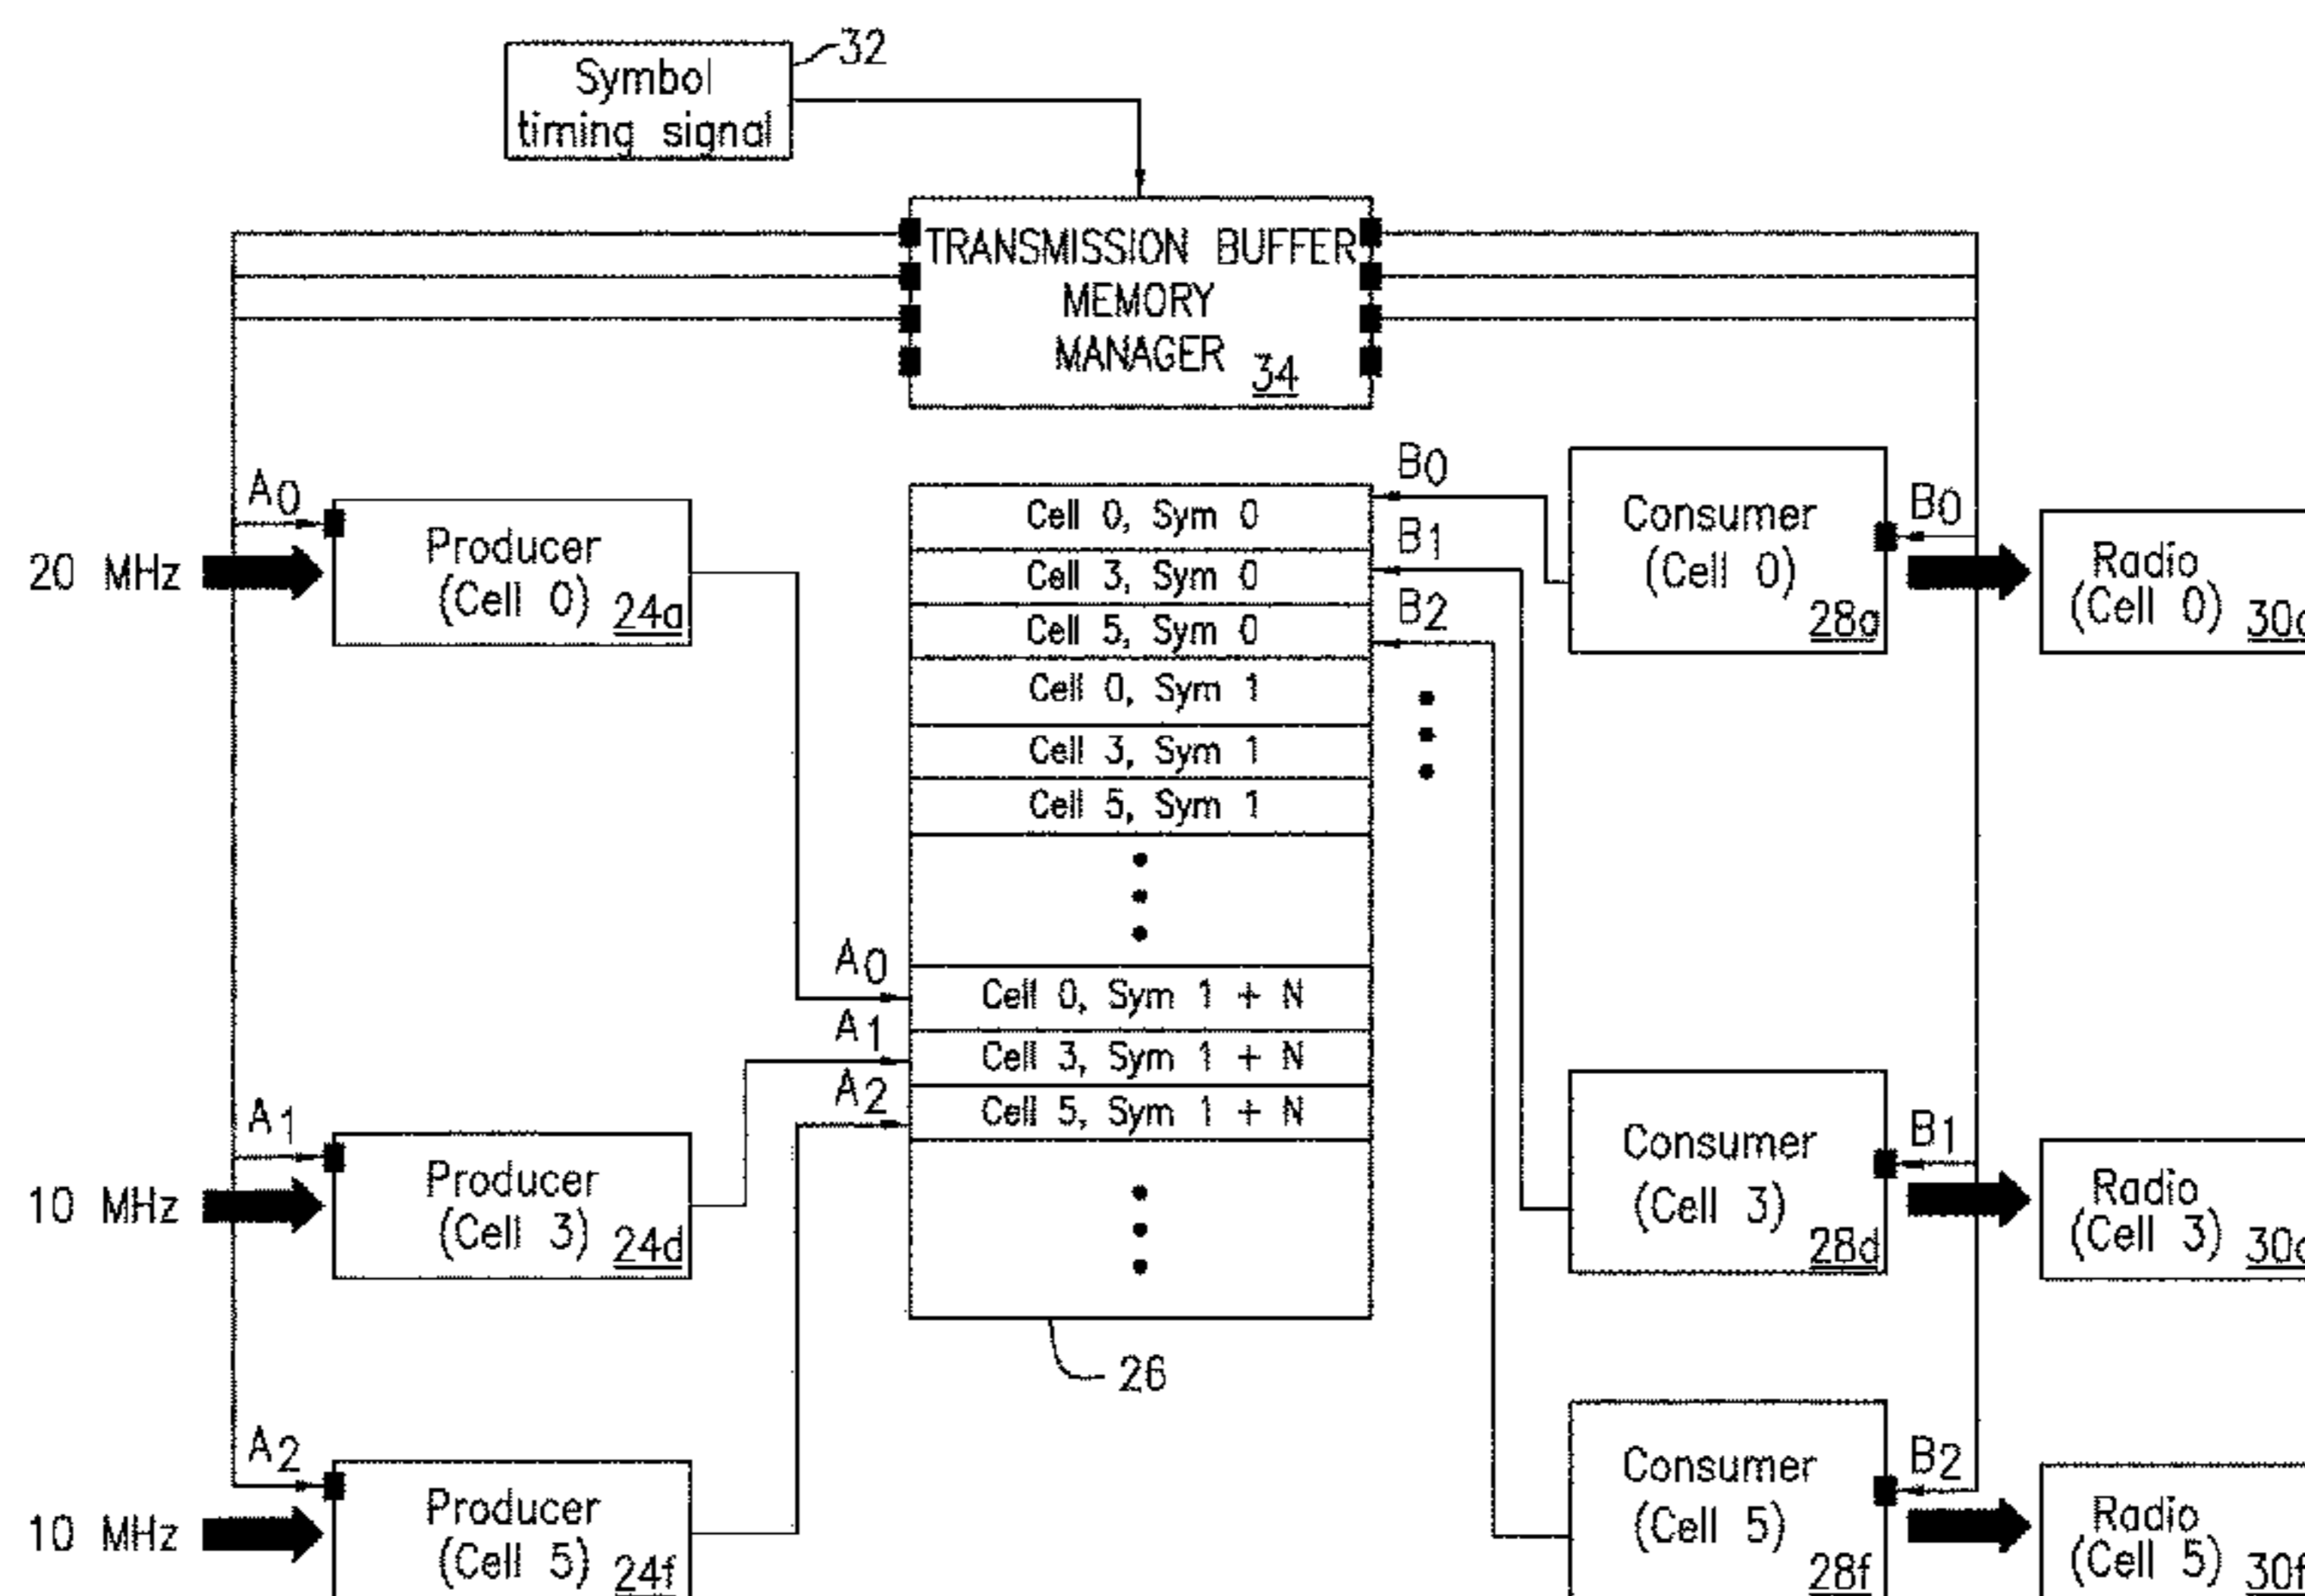 Symbol
timing signal
32
TRANSMISSION BUFFER
MEMORY
MANAGER 34
A0
20 MHz
Producer
(Cell 0) 24a
Cell 0, Sym 0
Cell 3, Sym 0
Cell 5, Sym 0
Cell 0, Sym 1
Cell 3, Sym 1
Cell 5, Sym 1
B0
B1
B2
Consumer
(Cell 0)
28a
B0
Radio
(Cell 0)
A0
A1
A2
Cell 0, Sym 1 + N
Cell 3, Sym 1 + N
Cell 5, Sym 1 + N
A1
10 MHz
Producer
(Cell 3) 24d
Consumer
(Cell 3)
28d
B1
Radio
(Cell 3)
26
A2
10 MHz
Producer
(Cell 5) 24f
Consumer
(Cell 5)
28f
B2
Radio
(Cell 5) 30f